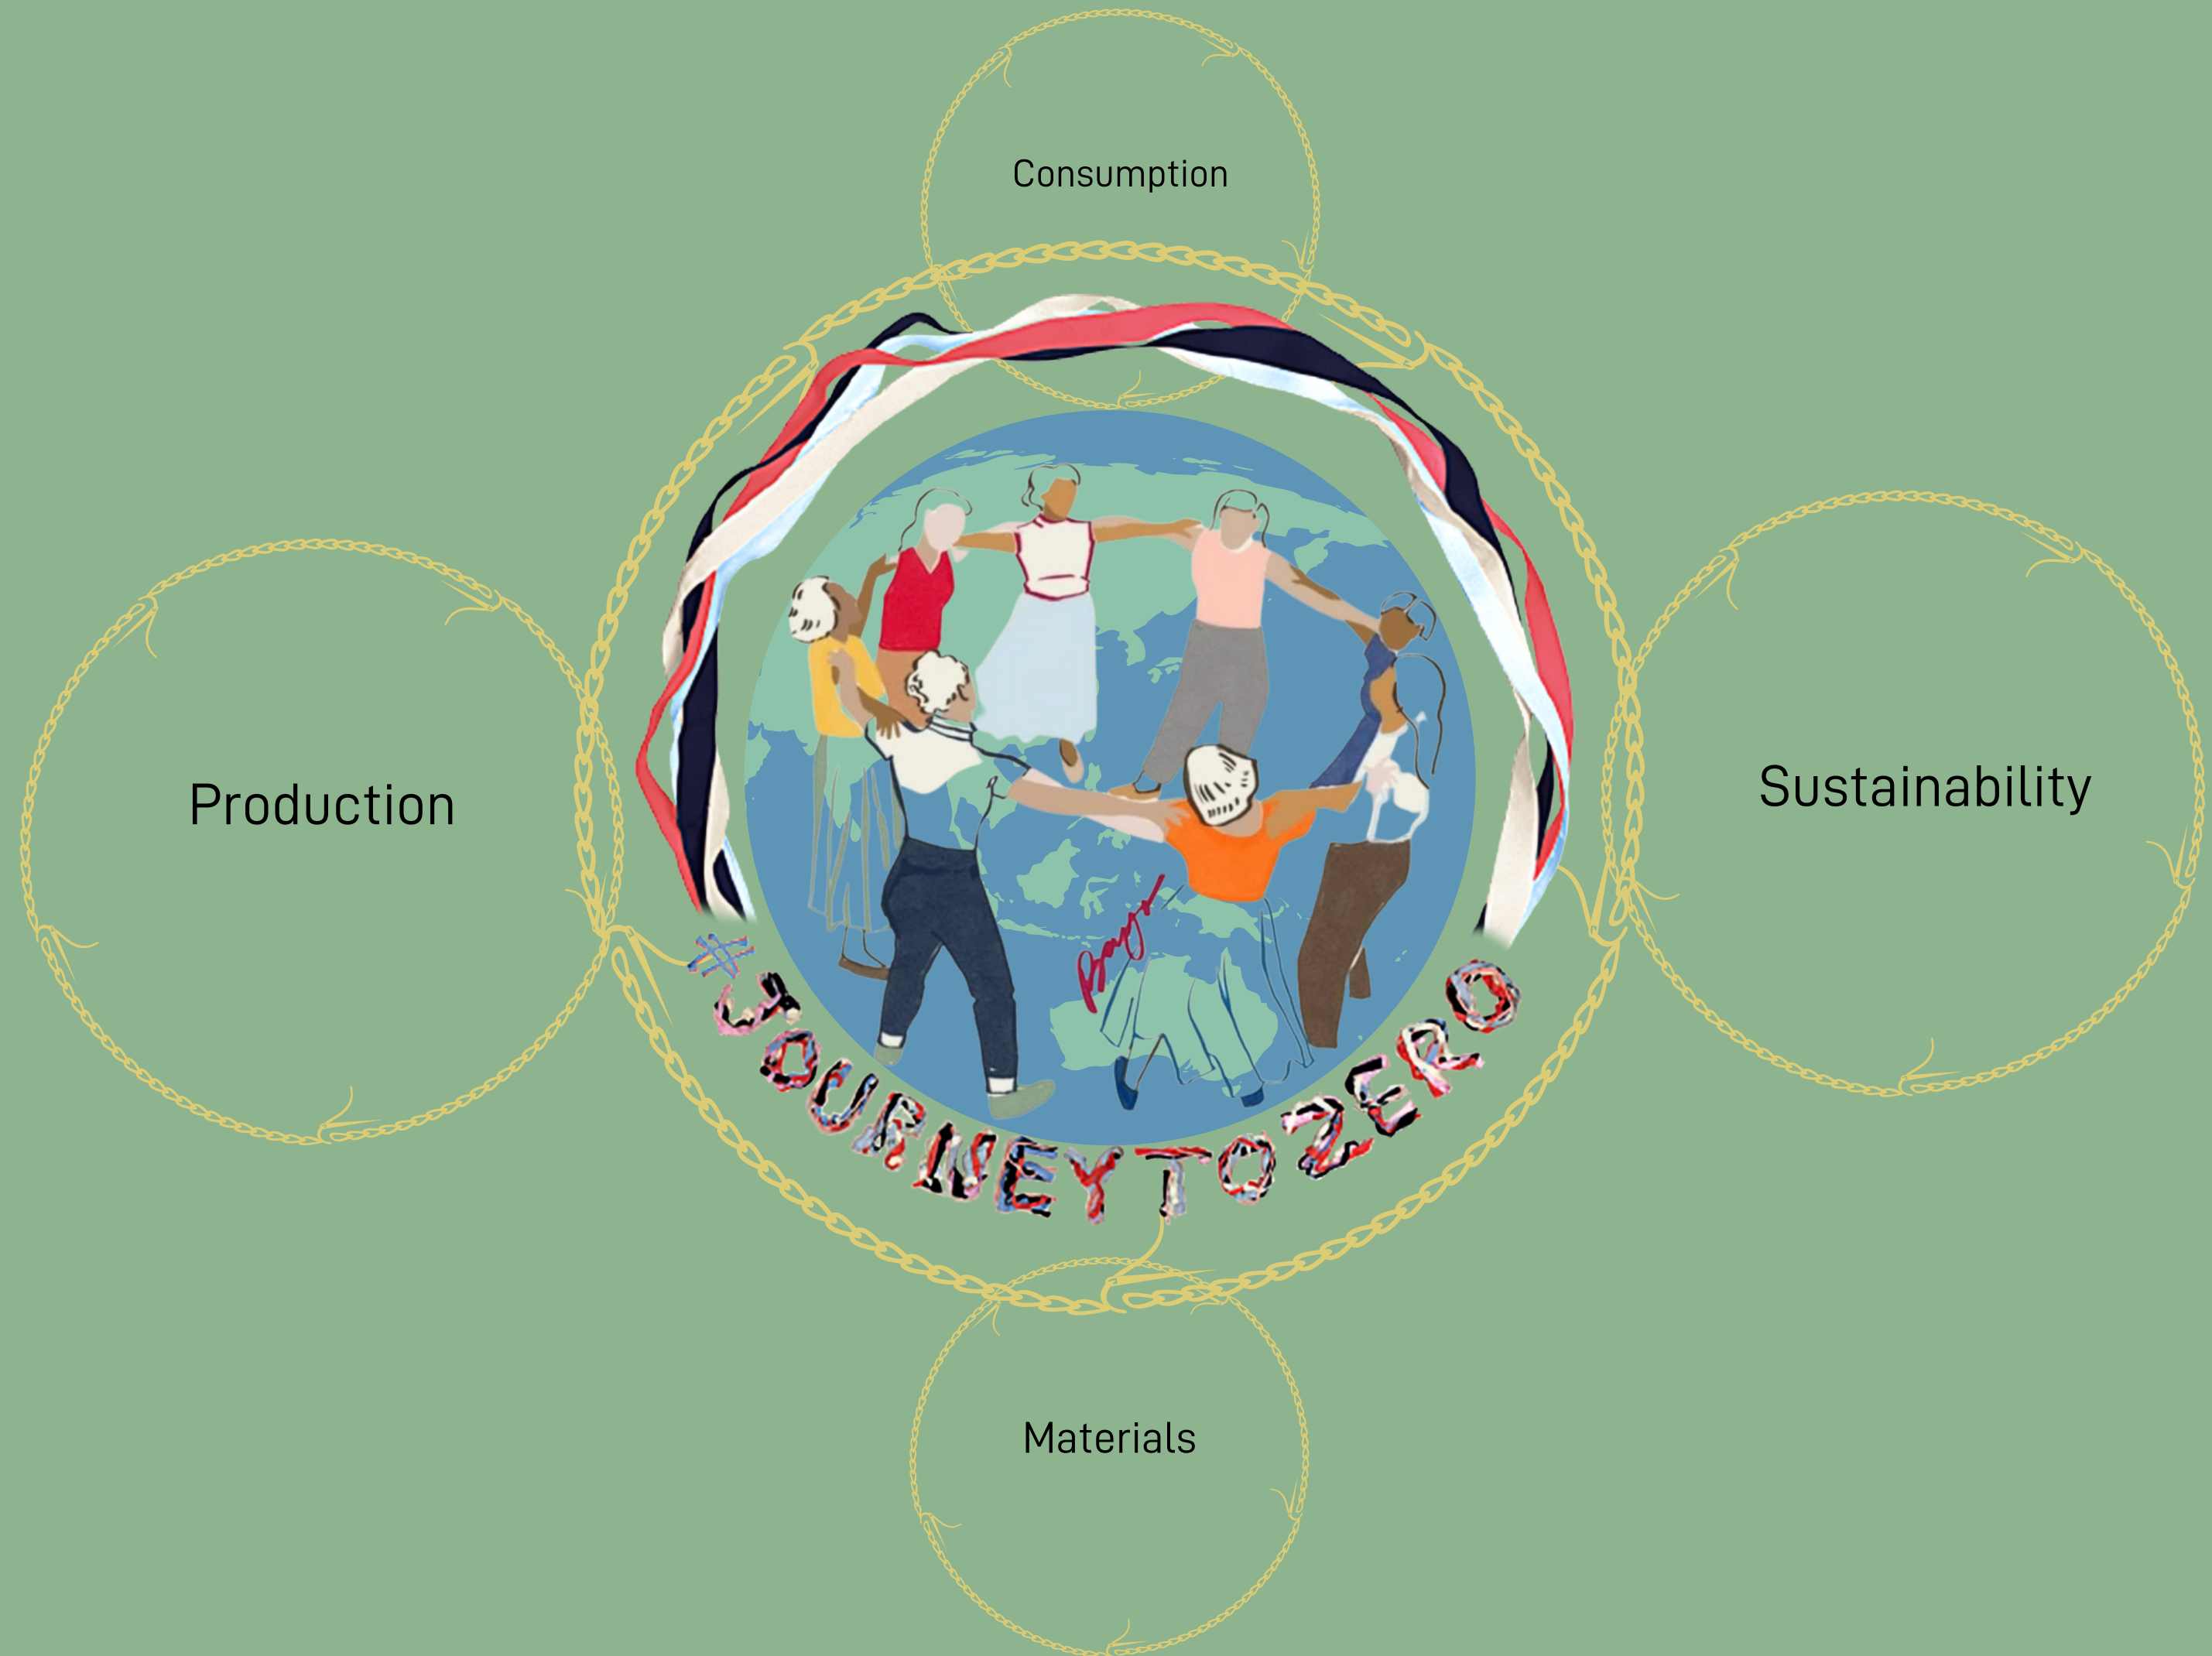 Consumption
Production
Sustainability
#JOURNEYTOZERO
Materials